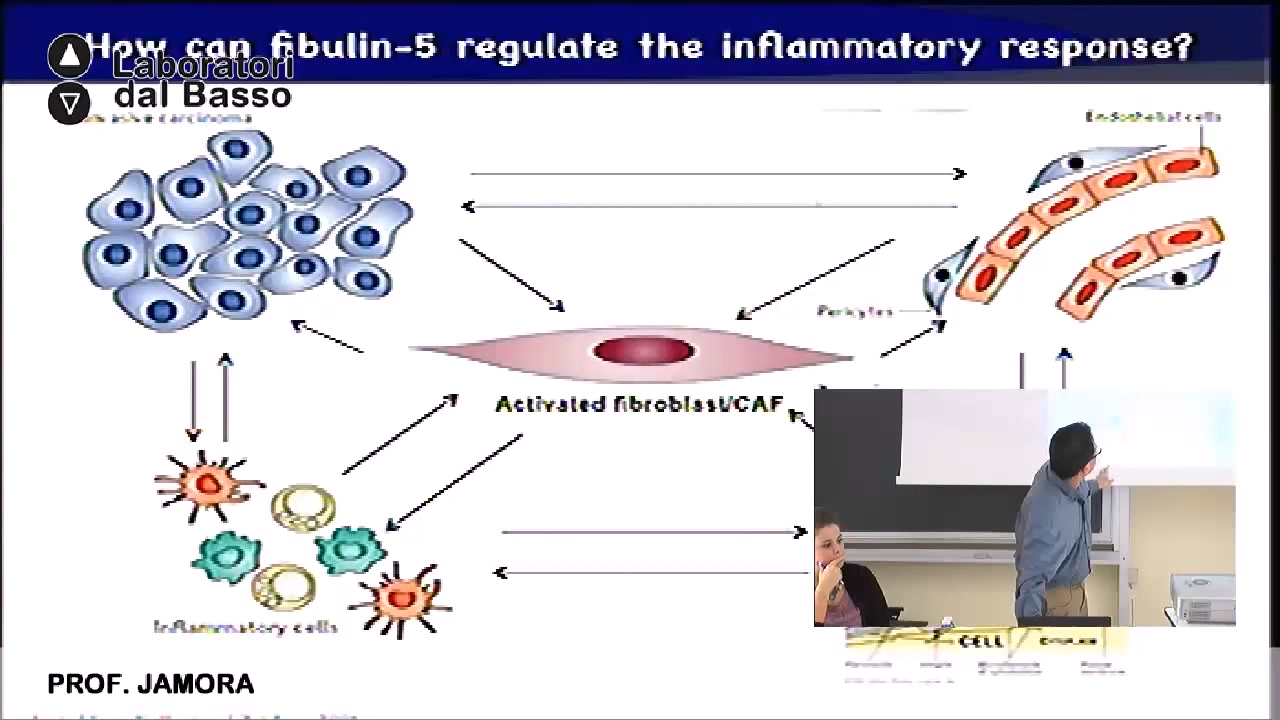 How can fibulin-5 regulate the inflammatory response?
Laboratori
dal Basso
carcinoma
Endothelial cells
Pericytes
Activated fibroblast/CAF
Inflammatory cells
CELL
PROF. JAMORA